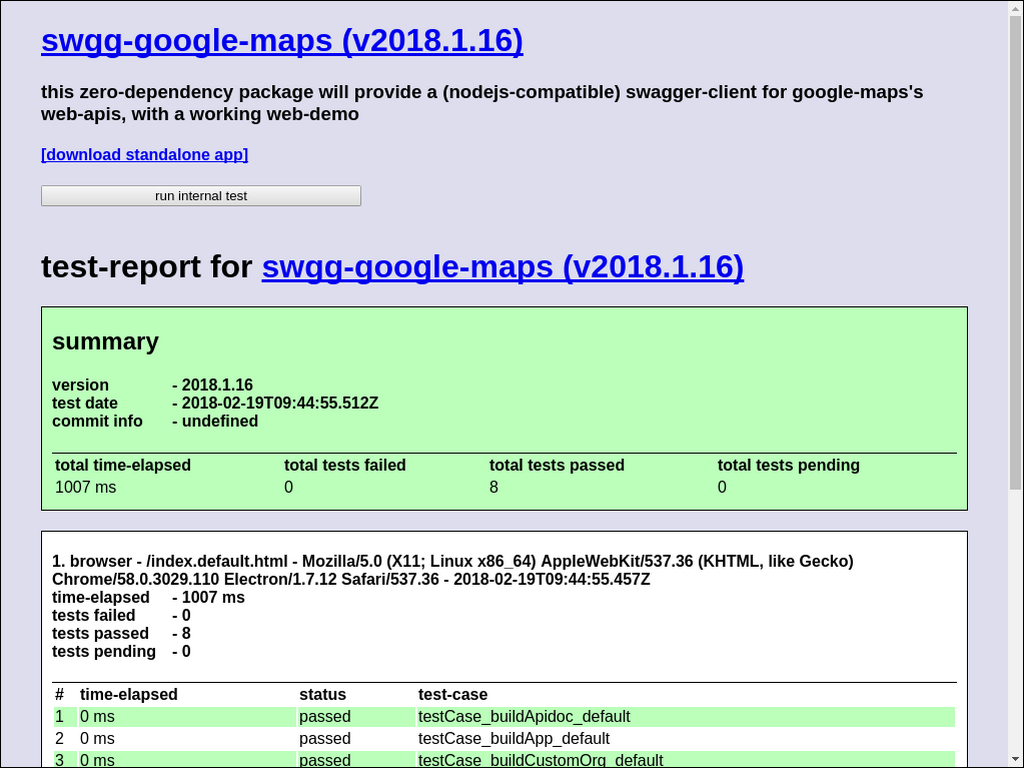 swgg-google-maps (v2018.1.16)
this zero-dependency package will provide a (nodejs-compatible) swagger-client for google-maps's
web-apis, with a working web-demo
[download standalone app]
run internal test
test-report for swgg-google-maps (v2018.1.16)
summary
version - 2018.1.16
test date - 2018-02-19T09:44:55.512Z
commit info - undefined
total time-elapsed total tests failed total tests passed total tests pending
1007 ms 0 8 0
1. browser - /index.default.html - Mozilla/5.0 (X11; Linux x86_64) AppleWebKit/537.36 (KHTML, like Gecko)
Chrome/58.0.3029.110 Electron/1.7.12 Safari/537.36 - 2018-02-19T09:44:55.457Z
time-elapsed - 1007 ms
tests failed - 0
tests passed - 8
tests pending - 0
# time-elapsed status test-case
1 0 ms passed testCase_buildApidoc_default
2 0 ms passed testCase_buildApp_default
3 0 ms passed testCase_buildCustomOrg_default